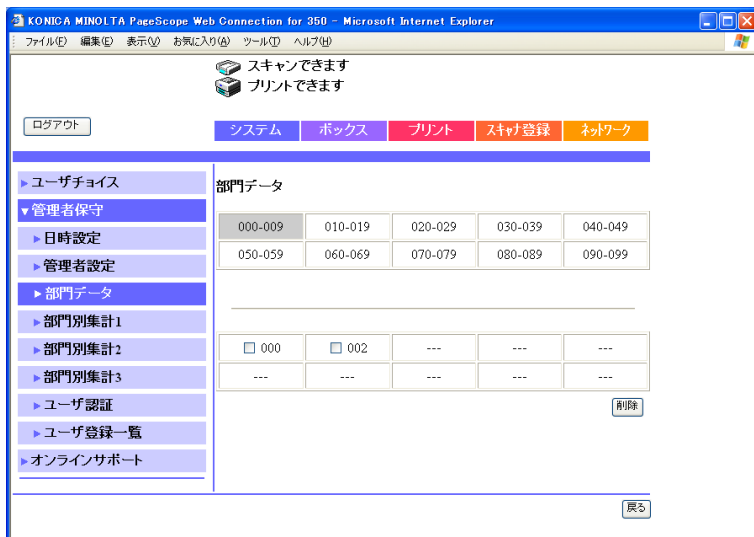 KONICA MINOLTA PageScope Web Connection for 350 - Microsoft Internet Explorer
ファイル(F) 編集(E) 表示(V) お気に入り(A) ツール(T) ヘルプ(H)
スキャンできます
プリントできます
ログアウト
システム ボックス プリント スキャナ登録 ネットワーク
ユーザチョイス
管理者保守
日時設定
管理者設定
部門データ
部門別集計1
部門別集計2
部門別集計3
ユーザ認証
ユーザ登録一覧
オンラインサポート
部門データ
000-009 010-019 020-029 030-039 040-049
050-059 060-069 070-079 080-089 090-099
000 002 --- --- ---
--- --- --- --- ---
削除
戻る